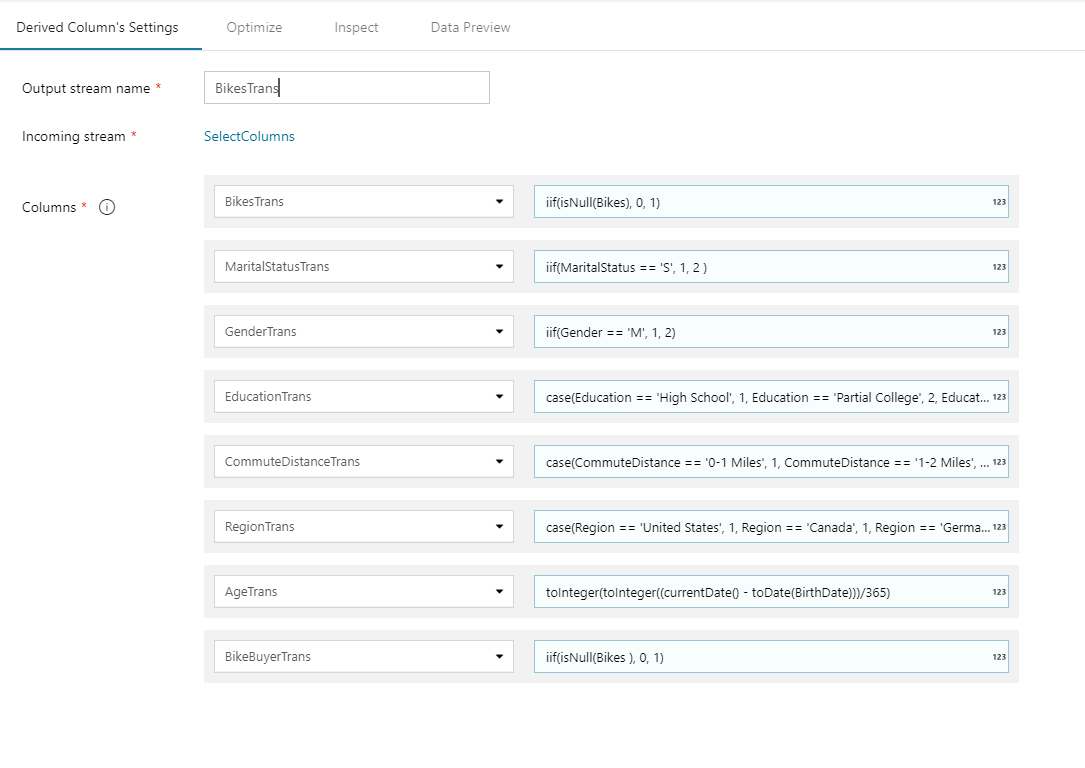 Derived Column's Settings Optimize Inspect Data Preview
Output stream name * BikesTrans
Incoming stream * SelectColumns
Columns *
BikesTrans iif(isNull(Bikes), 0, 1) 123
MaritalStatusTrans iif(MaritalStatus == 'S', 1, 2 ) 123
GenderTrans iif(Gender == 'M', 1, 2) 123
EducationTrans case(Education == 'High School', 1, Education == 'Partial College', 2, Educat... 123
CommuteDistanceTrans case(CommuteDistance == '0-1 Miles', 1, CommuteDistance == '1-2 Miles', ... 123
RegionTrans case(Region == 'United States', 1, Region == 'Canada', 1, Region == 'Germa... 123
AgeTrans toInteger(toInteger((currentDate() - toDate(BirthDate)))/365) 123
BikeBuyerTrans iif(isNull(Bikes ), 0, 1) 123